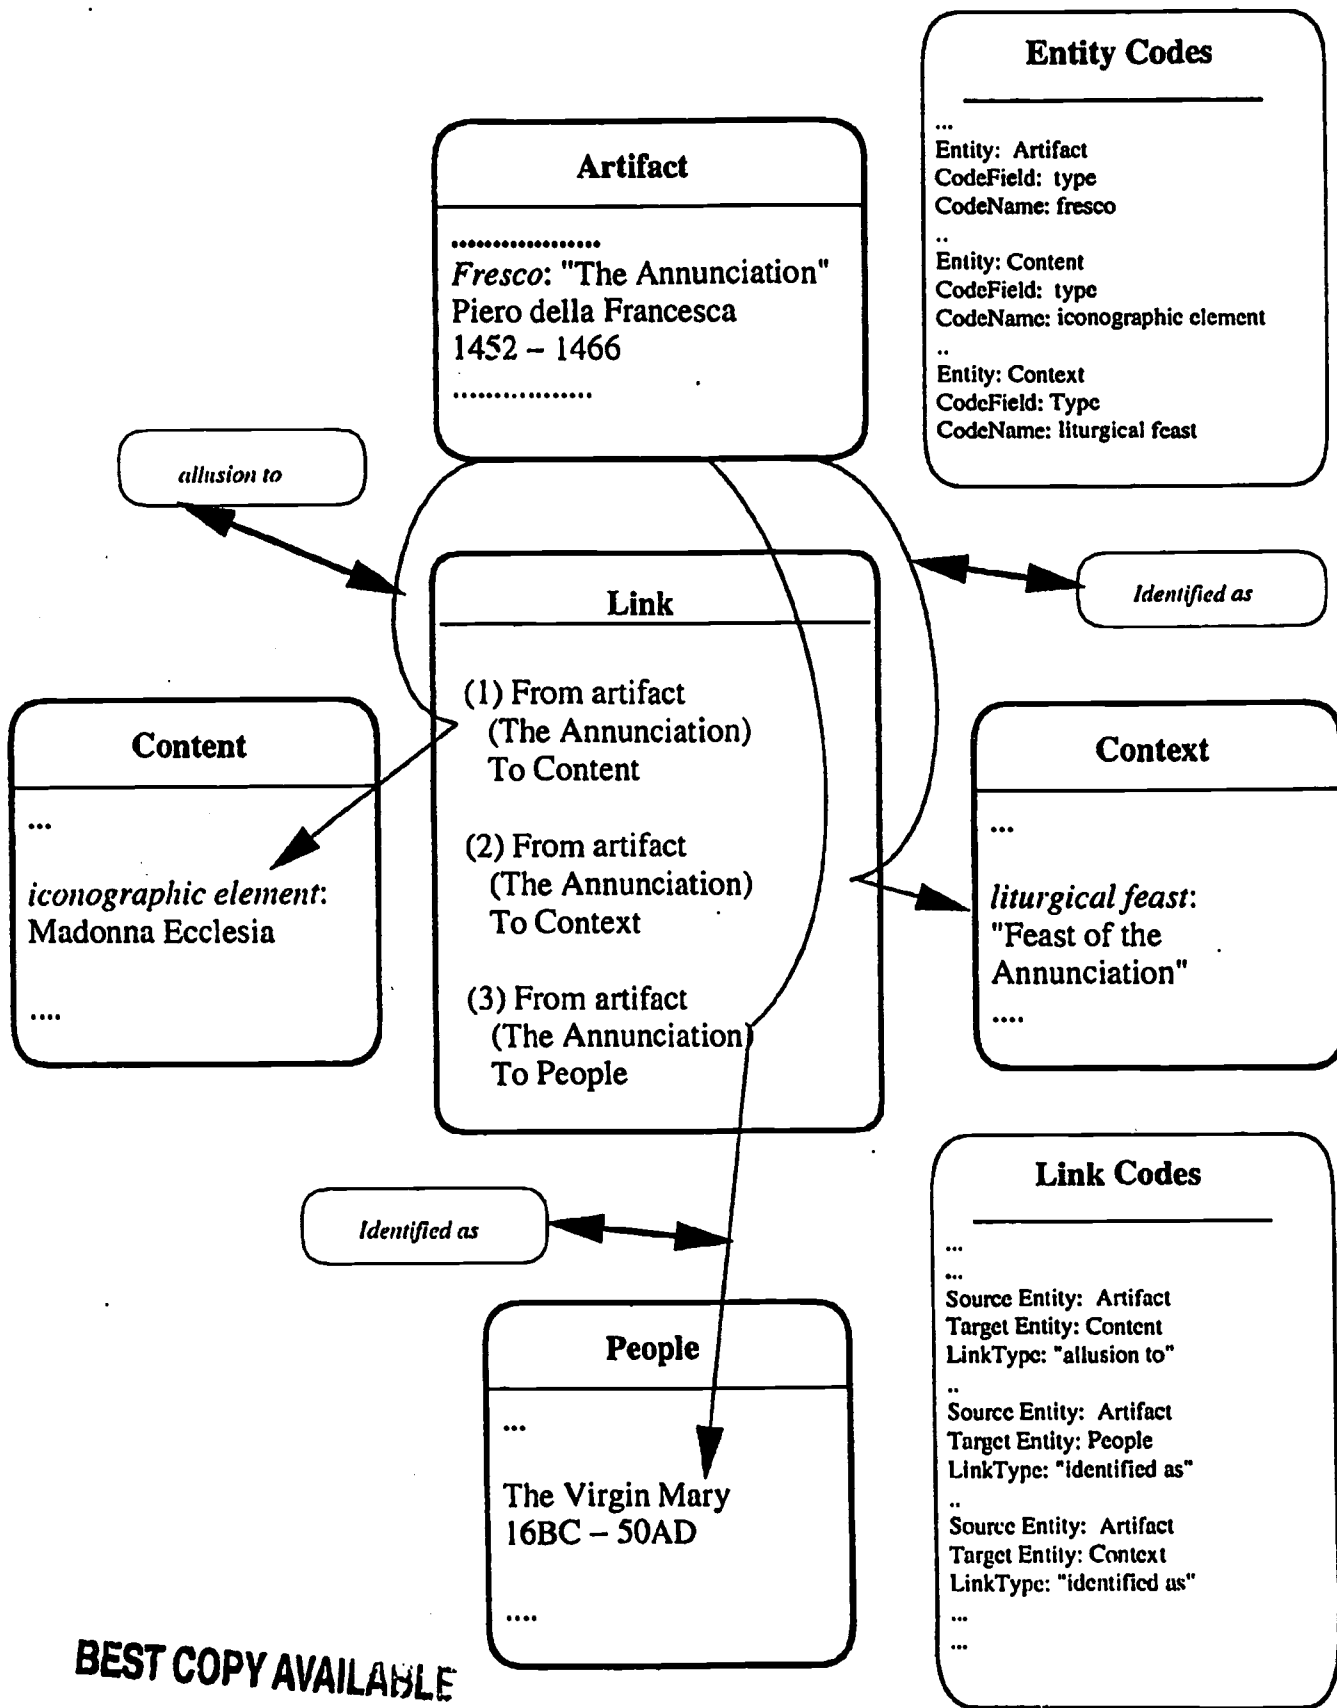 Entity Codes
...
Entity: Artifact
CodeField: type
CodeName: fresco
..
Entity: Content
CodeField: type
CodeName: iconographic element
..
Entity: Context
CodeField: Type
CodeName: liturgical feast
Artifact
..................
Fresco: "The Annunciation"
Piero della Francesca
1452 – 1466
.................
allusion to
Identified as
Link
(1) From artifact
(The Annunciation)
To Content
(2) From artifact
(The Annunciation)
To Context
(3) From artifact
(The Annunciation)
To People
Content
...
iconographic element:
Madonna Ecclesia
....
Context
...
liturgical feast:
"Feast of the
Annunciation"
....
Identified as
People
...
The Virgin Mary
16BC – 50AD
....
Link Codes
...
...
Source Entity: Artifact
Target Entity: Content
LinkType: "allusion to"
..
Source Entity: Artifact
Target Entity: People
LinkType: "identified as"
..
Source Entity: Artifact
Target Entity: Context
LinkType: "identified as"
...
...
BEST COPY AVAILABLE